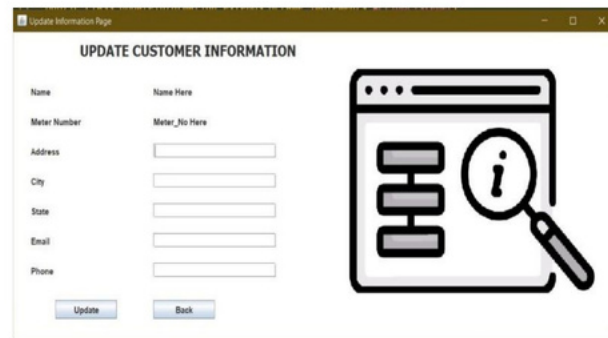 Update Information Page
UPDATE CUSTOMER INFORMATION
Name Name Here
Meter Number Meter_No Here
Address
City
State
Email
Phone
Update Back
i